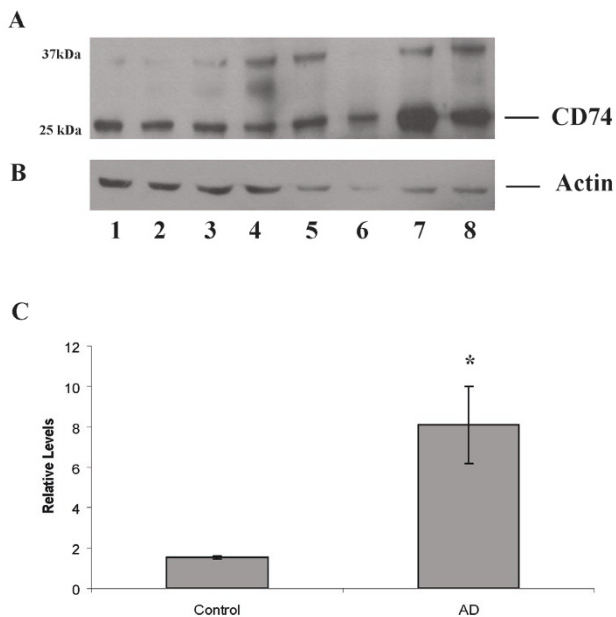 A
37kDa
25 kDa
CD74
B
Actin
1 2 3 4 5 6 7 8
C
12
10
8
6
4
2
0
Relative Levels
*
Control AD